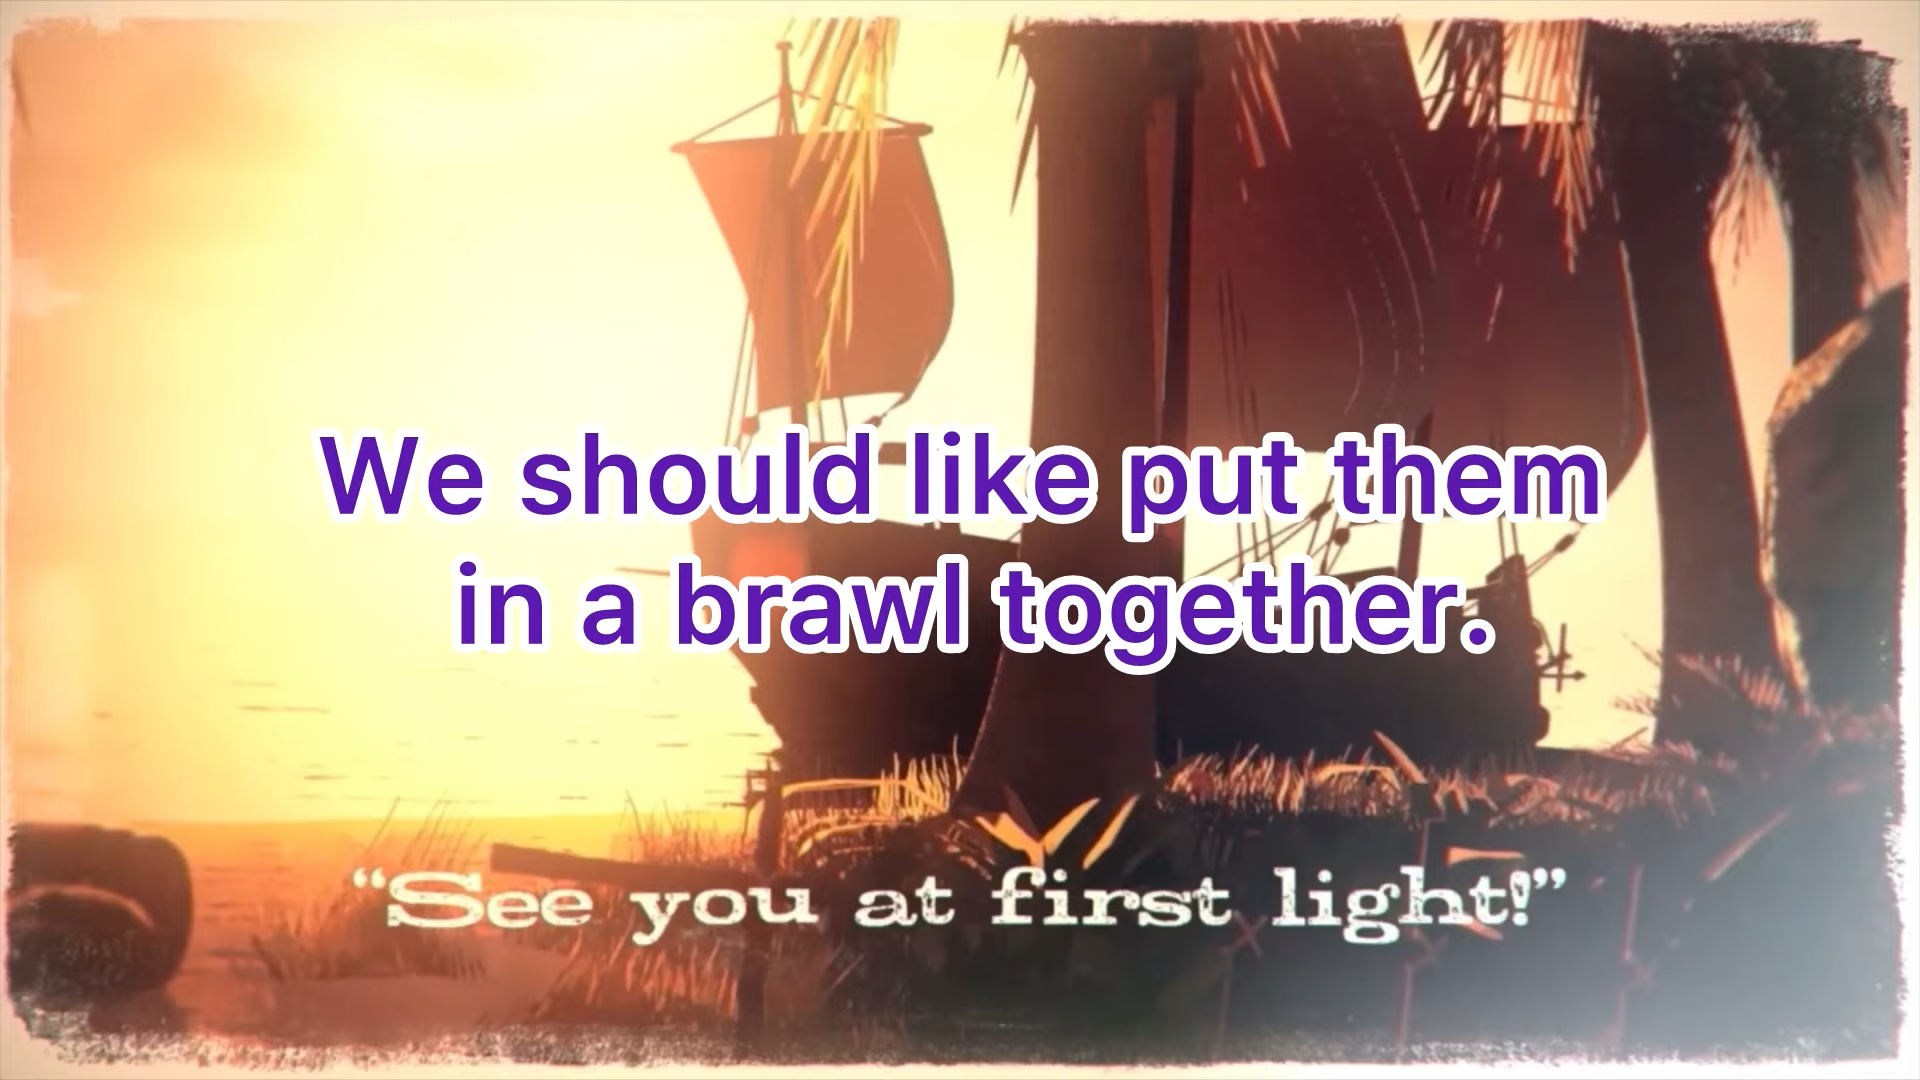 We should like put them
in a brawl together.
“See you at first light!”